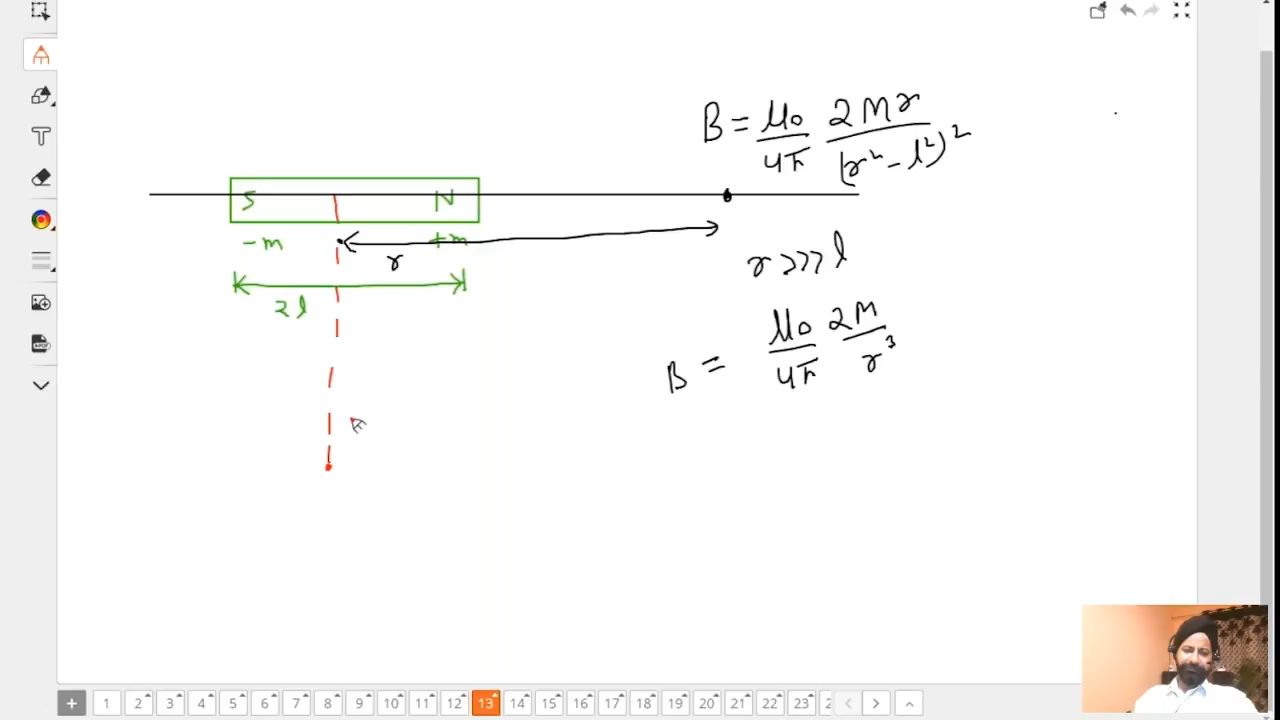 B = μ₀/4π 2Mr/(r² - l²)²
S N
-m +m
r
r >>> l
2l
B = μ₀/4π 2M/r³
+ 1 2 3 4 5 6 7 8 9 10 11 12 13 14 15 16 17 18 19 20 21 22 23 2